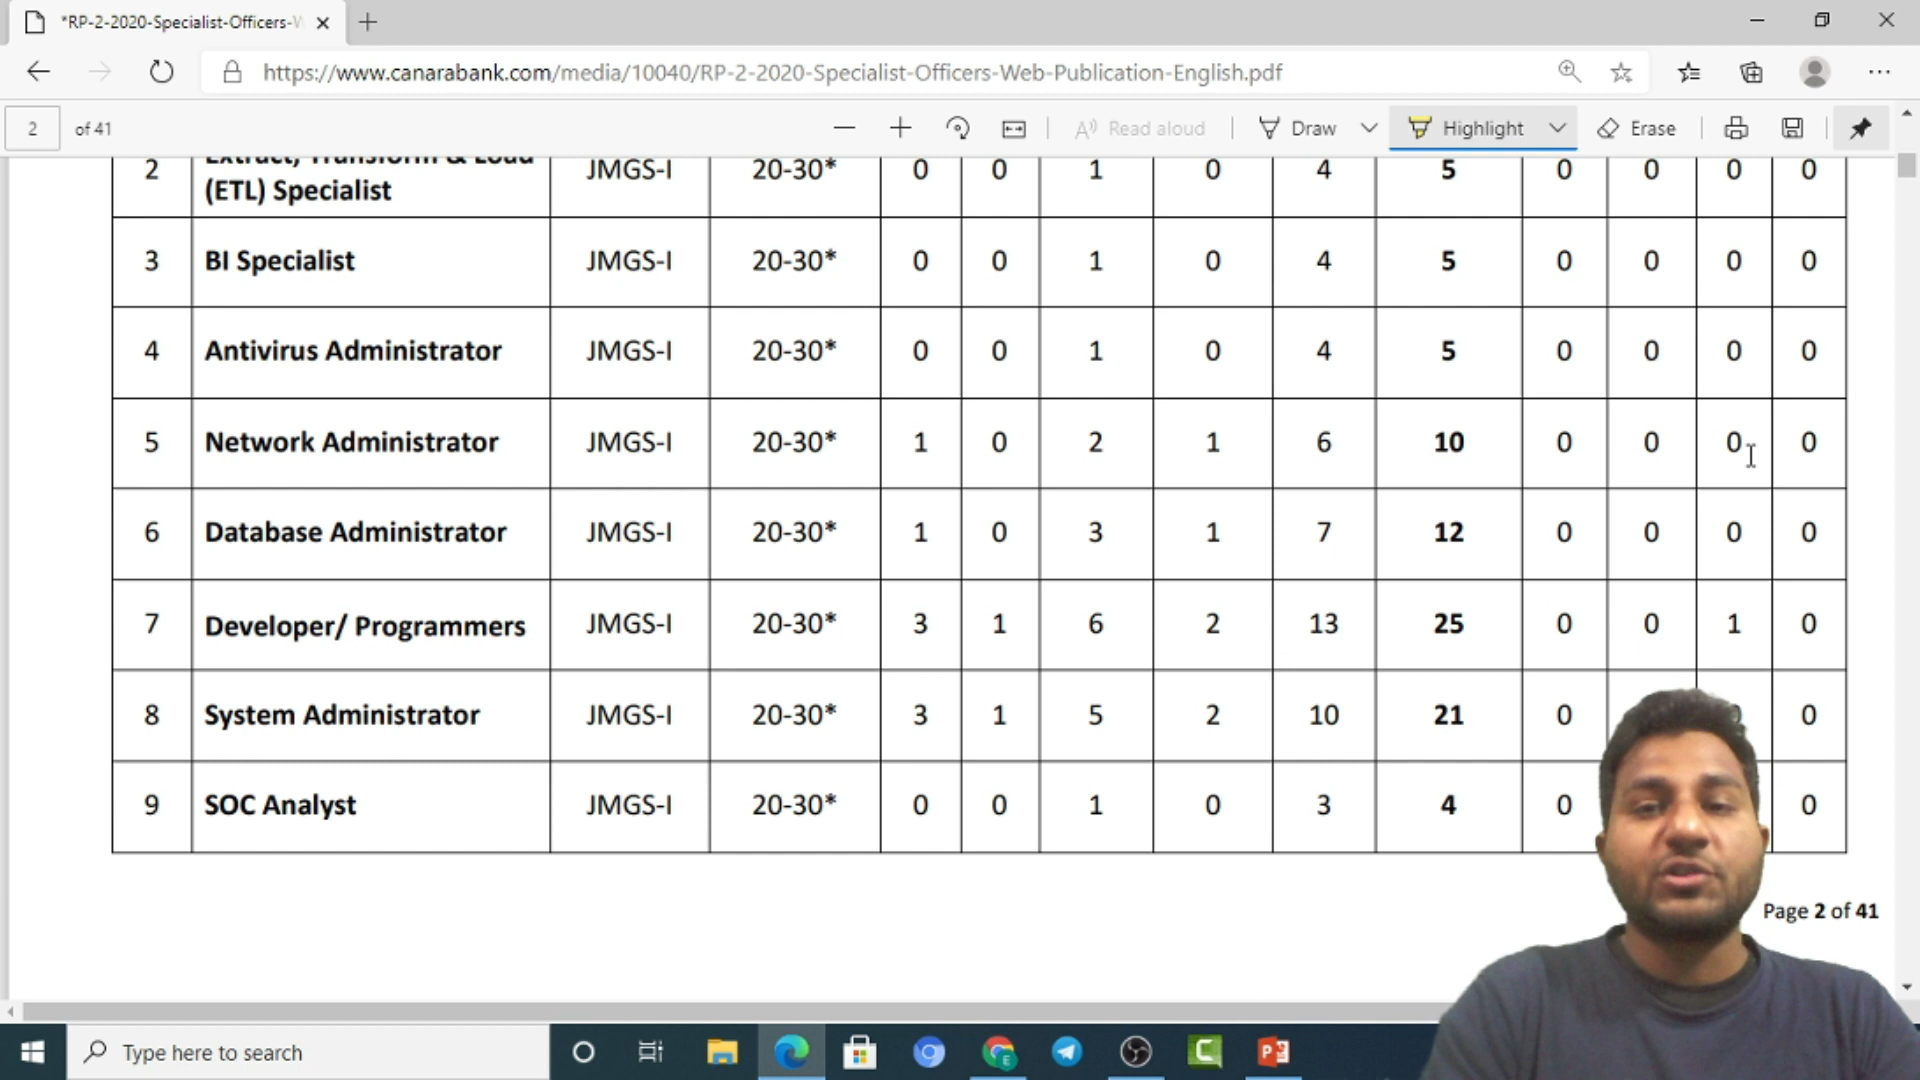 *RP-2-2020-Specialist-Officers-W
https://www.canarabank.com/media/10040/RP-2-2020-Specialist-Officers-Web-Publication-English.pdf
2 of 41 Read aloud Draw Highlight Erase
2 Extract, Transform & Load (ETL) Specialist JMGS-I 20-30* 0 0 1 0 4 5 0 0 0 0
3 BI Specialist JMGS-I 20-30* 0 0 1 0 4 5 0 0 0 0
4 Antivirus Administrator JMGS-I 20-30* 0 0 1 0 4 5 0 0 0 0
5 Network Administrator JMGS-I 20-30* 1 0 2 1 6 10 0 0 0 0
6 Database Administrator JMGS-I 20-30* 1 0 3 1 7 12 0 0 0 0
7 Developer/ Programmers JMGS-I 20-30* 3 1 6 2 13 25 0 0 1 0
8 System Administrator JMGS-I 20-30* 3 1 5 2 10 21 0 0
9 SOC Analyst JMGS-I 20-30* 0 0 1 0 3 4 0 0
Page 2 of 41
Type here to search